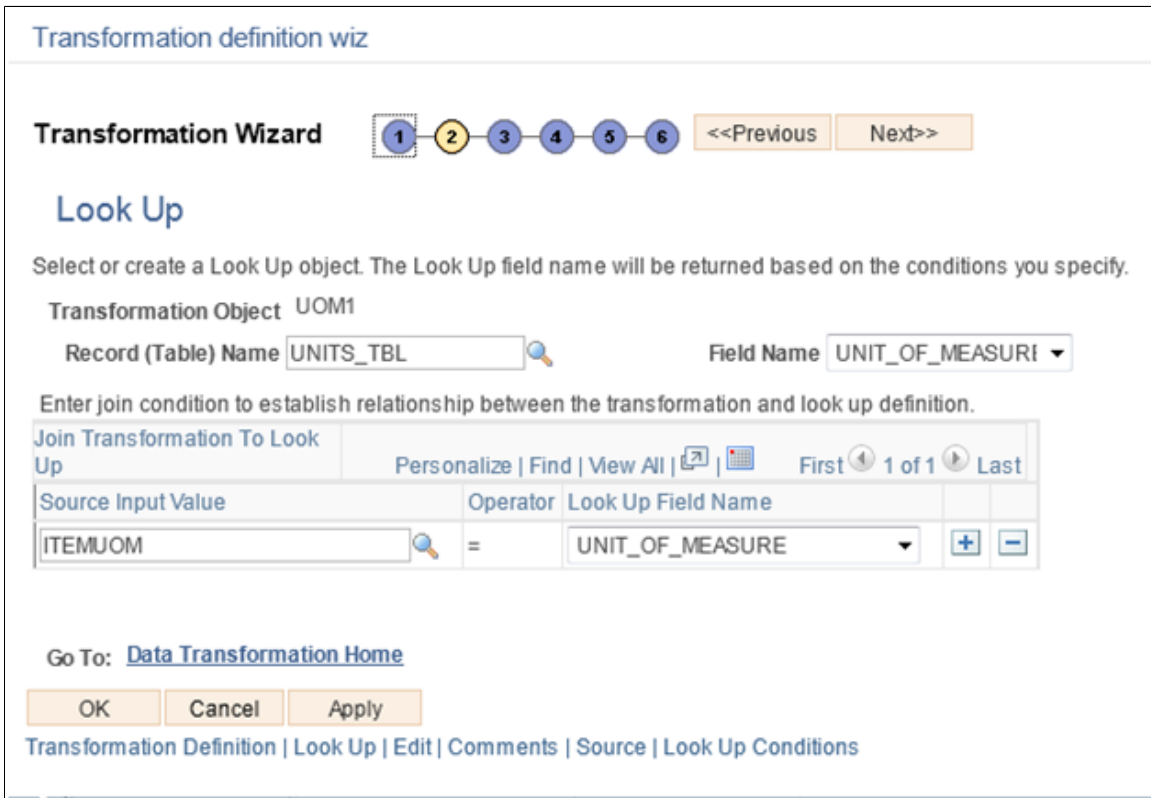 Transformation definition wiz
Transformation Wizard 1 2 3 4 5 6 <<Previous Next>>
Look Up
Select or create a Look Up object. The Look Up field name will be returned based on the conditions you specify.
Transformation Object UOM1
Record (Table) Name UNITS_TBL Field Name UNIT_OF_MEASURE
Enter join condition to establish relationship between the transformation and look up definition.
Join Transformation To Look
Up Personalize | Find | View All | | First 1 of 1 Last
Source Input Value Operator Look Up Field Name
ITEMUOM = UNIT_OF_MEASURE + −
Go To: Data Transformation Home
OK Cancel Apply
Transformation Definition | Look Up | Edit | Comments | Source | Look Up Conditions